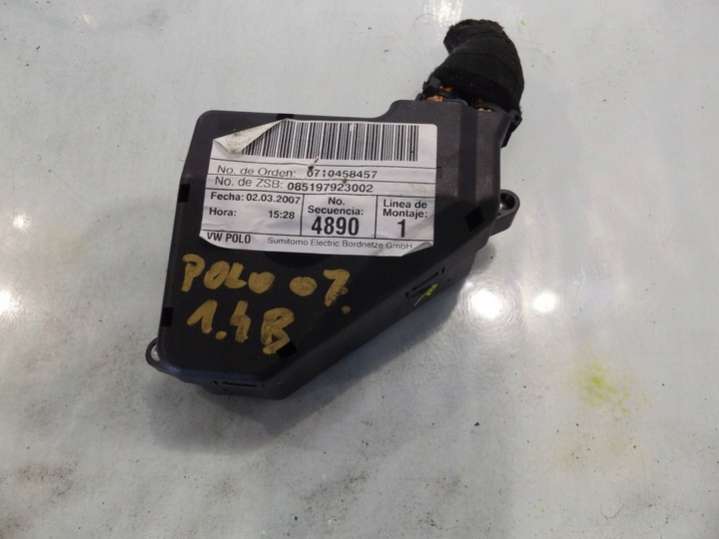 No. de Orden: 0710458457
No. de ZSB: 085197923002
Fecha: 02.03.2007
Hora: 15:28
No. Secuencia:
4890
Linea de Montaje:
1
VW POLO Sumitomo Electric Bordnetze GmbH
POLO 07.
1.4B